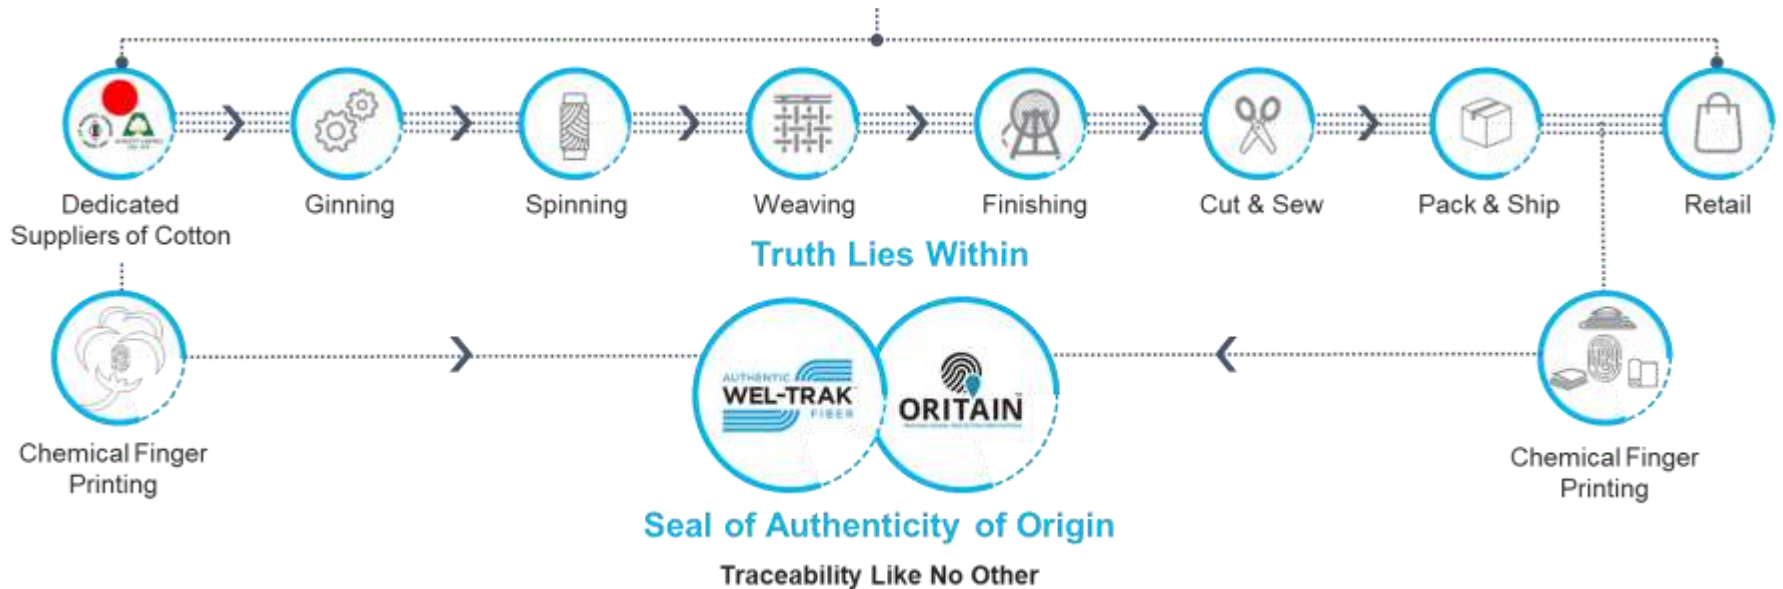 Dedicated
Suppliers of Cotton
Ginning
Spinning
Weaving
Finishing
Cut & Sew
Pack & Ship
Retail
Truth Lies Within
AUTHENTIC
WEL-TRAK
FIBER
ORITAIN
Chemical Finger
Printing
Chemical Finger
Printing
Seal of Authenticity of Origin
Traceability Like No Other